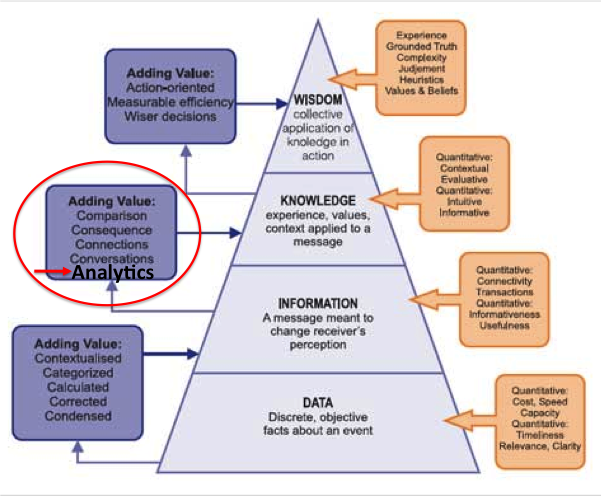 Experience
Grounded Truth
Complexity
Judjement
Heuristics
Values & Beliefs
Adding Value:
Action-oriented
Measurable efficiency
Wiser decisions
WISDOM
collective
application of
knoledge in
action
Quantitative:
Contextual
Evaluative
Quantitative:
Intuitive
Informative
Adding Value:
Comparison
Consequence
Connections
Conversations
Analytics
KNOWLEDGE
experience, values,
context applied to a
message
Quantitative:
Connectivity
Transactions
Quantitative:
Informativeness
Usefulness
INFORMATION
A message meant to
change receiver's
perception
Adding Value:
Contextualised
Categorized
Calculated
Corrected
Condensed
DATA
Discrete, objective
facts about an event
Quantitative:
Cost, Speed
Capacity
Quantitative:
Timeliness
Relevance, Clarity